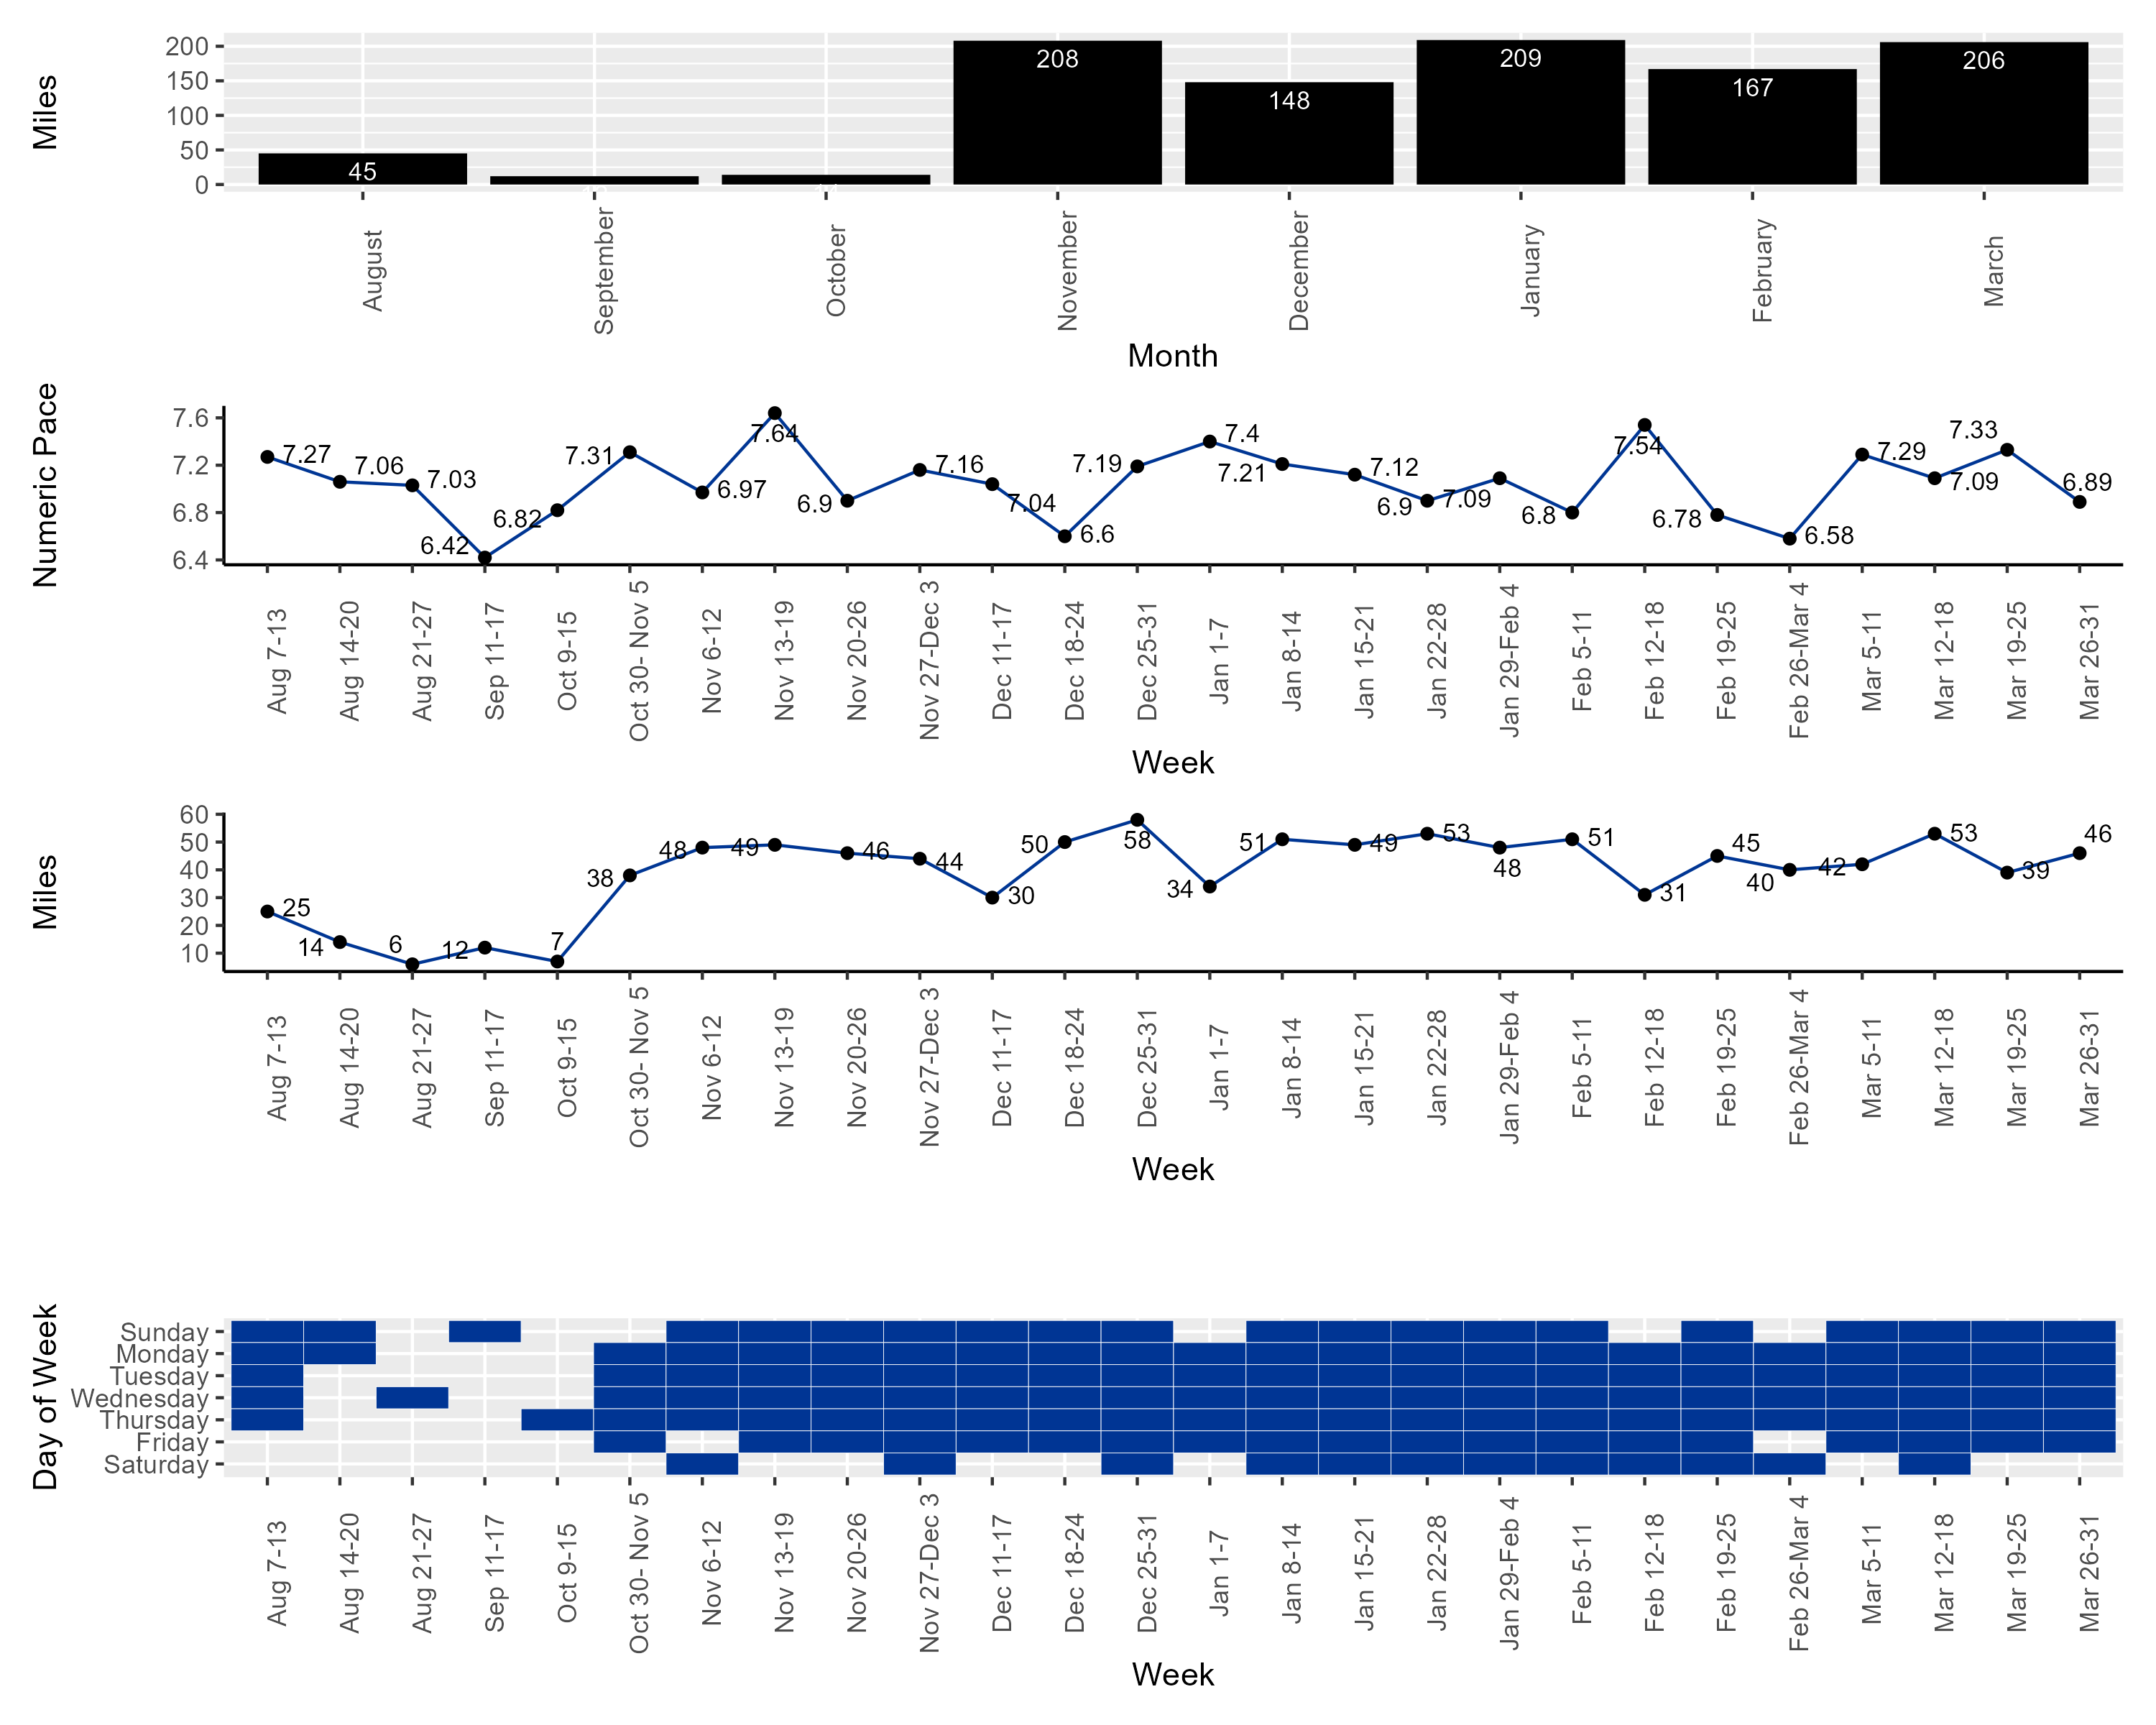 Miles
200
150
100
50
0
45
208
148
209
167
206
August
September
October
November
December
January
February
March
Month
Numeric Pace
7.6
7.2
6.8
6.4
7.27
7.06
7.03
6.42
6.82
7.31
6.97
7.64
6.9
7.16
7.04
6.6
7.19
7.4
7.21
7.12
6.9
7.09
6.8
7.54
6.78
6.58
7.29
7.09
7.33
6.89
Aug 7-13
Aug 14-20
Aug 21-27
Sep 11-17
Oct 9-15
Oct 30- Nov 5
Nov 6-12
Nov 13-19
Nov 20-26
Nov 27-Dec 3
Dec 11-17
Dec 18-24
Dec 25-31
Jan 1-7
Jan 8-14
Jan 15-21
Jan 22-28
Jan 29-Feb 4
Feb 5-11
Feb 12-18
Feb 19-25
Feb 26-Mar 4
Mar 5-11
Mar 12-18
Mar 19-25
Mar 26-31
Week
Miles
60
50
40
30
20
10
25
14
6
12
7
38
48
49
46
44
30
50
58
34
51
49
53
48
51
31
45
40
42
53
39
46
Aug 7-13
Aug 14-20
Aug 21-27
Sep 11-17
Oct 9-15
Oct 30- Nov 5
Nov 6-12
Nov 13-19
Nov 20-26
Nov 27-Dec 3
Dec 11-17
Dec 18-24
Dec 25-31
Jan 1-7
Jan 8-14
Jan 15-21
Jan 22-28
Jan 29-Feb 4
Feb 5-11
Feb 12-18
Feb 19-25
Feb 26-Mar 4
Mar 5-11
Mar 12-18
Mar 19-25
Mar 26-31
Week
Day of Week
Sunday
Monday
Tuesday
Wednesday
Thursday
Friday
Saturday
Aug 7-13
Aug 14-20
Aug 21-27
Sep 11-17
Oct 9-15
Oct 30- Nov 5
Nov 6-12
Nov 13-19
Nov 20-26
Nov 27-Dec 3
Dec 11-17
Dec 18-24
Dec 25-31
Jan 1-7
Jan 8-14
Jan 15-21
Jan 22-28
Jan 29-Feb 4
Feb 5-11
Feb 12-18
Feb 19-25
Feb 26-Mar 4
Mar 5-11
Mar 12-18
Mar 19-25
Mar 26-31
Week